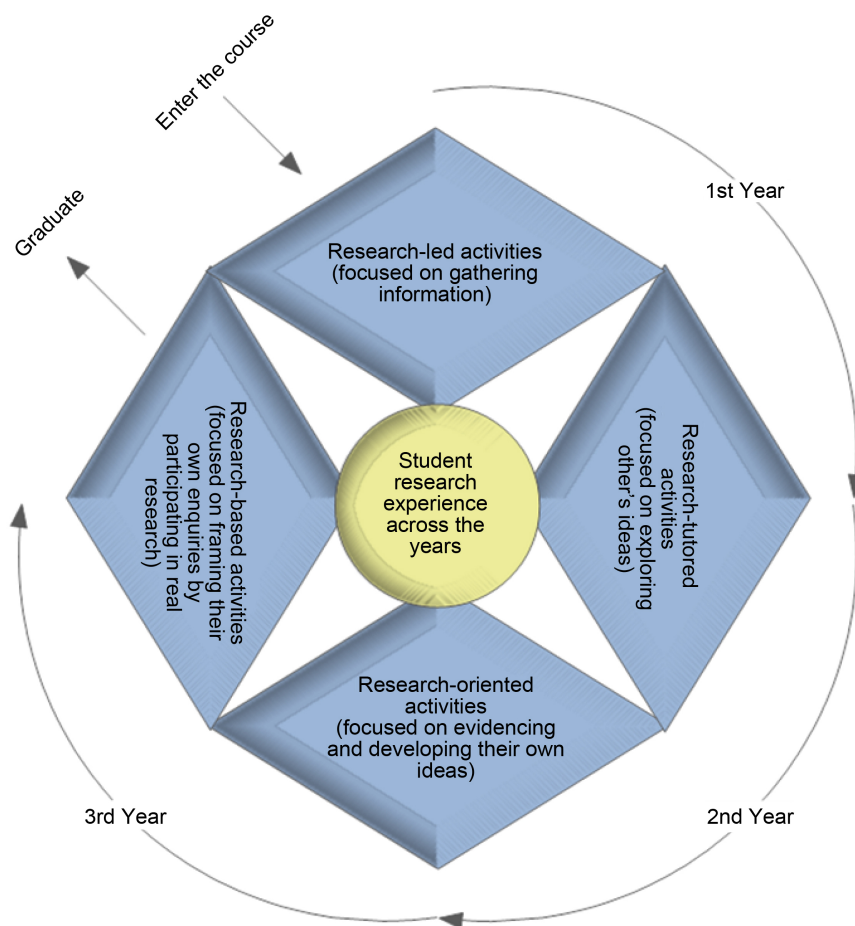 Enter the course
Graduate
1st Year
Research-led activities
(focused on gathering
information)
Research-tutored
activities
(focused on exploring
other's ideas)
Student
research
experience
across the
years
Research-based activities
(focused on framing their
own enquiries by
participating in real
research)
Research-oriented
activities
(focused on evidencing
and developing their own
ideas)
3rd Year
2nd Year